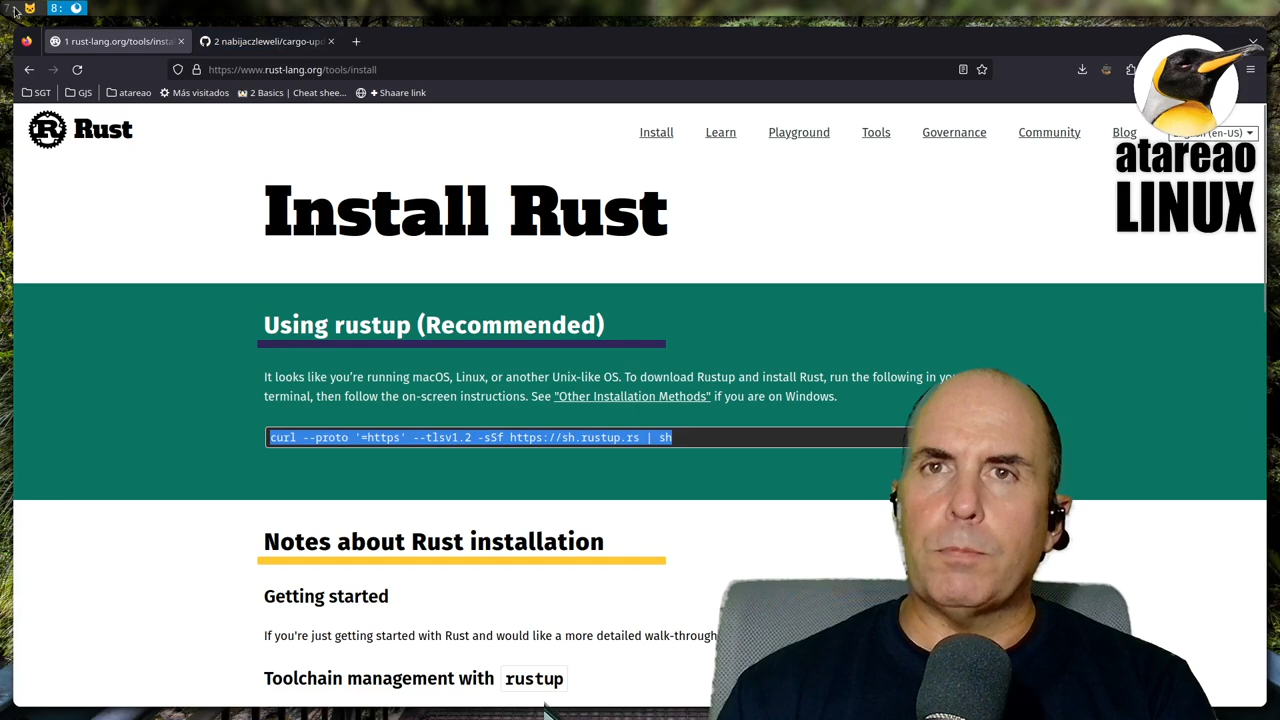 7:
8:
1 rust-lang.org/tools/insta
2 nabijaczleweli/cargo-upd
https://www.rust-lang.org/tools/install
SGT
GJS
atareao
Más visitados
2 Basics | Cheat shee...
Shaare link
Rust
Install
Learn
Playground
Tools
Governance
Community
Blog
English (en-US)
atareao
LINUX
Install Rust
Using rustup (Recommended)
It looks like you're running macOS, Linux, or another Unix-like OS. To download Rustup and install Rust, run the following in
terminal, then follow the on-screen instructions. See "Other Installation Methods" if you are on Windows.
curl --proto '=https' --tlsv1.2 -sSf https://sh.rustup.rs | sh
Notes about Rust installation
Getting started
If you're just getting started with Rust and would like a more detailed walk-through
Toolchain management with rustup